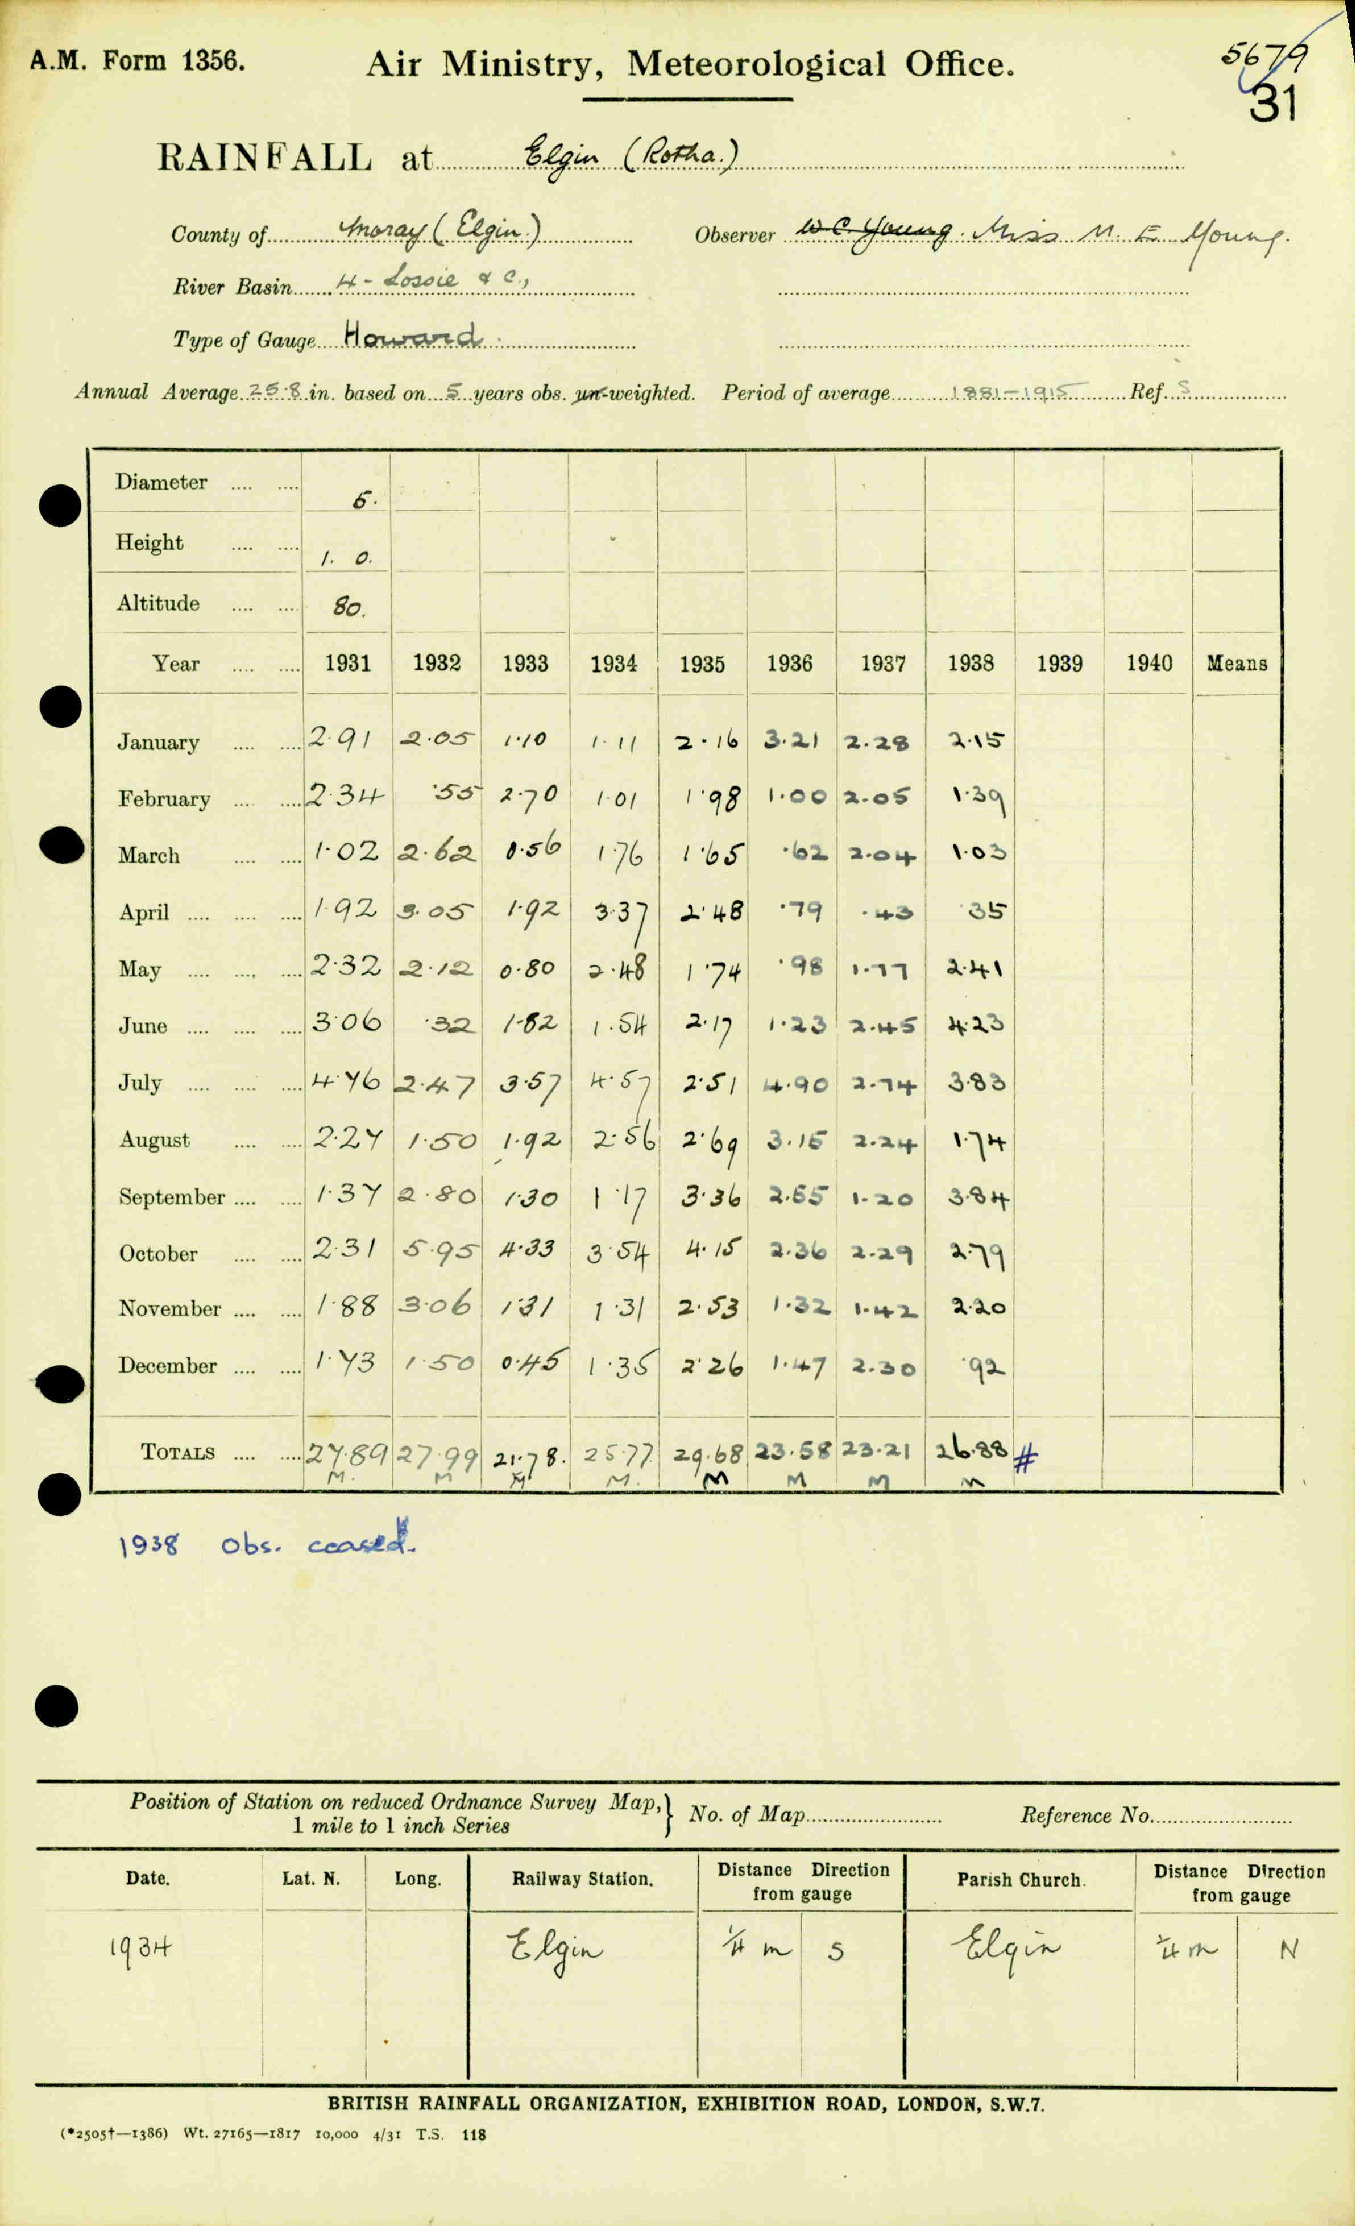 A.M. Form 1356.
Air Ministry, Meteorological Office.
5679
31
RAINFALL at Elgin (Rotha.)
County of Moray (Elgin.) Observer W C Young. Miss M. E Young.
River Basin 4 - Lossie & C.,
Type of Gauge Howard.
Annual Average 25.8 in. based on 5 years obs. un-weighted. Period of average 1881-1915 Ref. S
Diameter .... .... 5.
Height .... .... 1. 0.
Altitude .... .... 80.
Year .... .... 1931 1932 1933 1934 1935 1936 1937 1938 1939 1940 Means
January .... .... 2.91 2.05 1.10 1.11 2.16 3.21 2.28 2.15
February .... .... 2.34 .55 2.70 1.01 1.98 1.00 2.05 1.39
March .... .... 1.02 2.62 0.56 1.76 1.65 .62 2.04 1.03
April .... .... .... 1.92 3.05 1.92 3.37 2.48 .79 .43 .35
May .... .... .... 2.32 2.12 0.80 2.48 1.74 .98 1.77 2.41
June .... .... .... 3.06 .32 1.82 1.54 2.17 1.23 2.45 4.23
July .... .... .... 4.76 2.47 3.57 4.57 2.51 4.90 2.74 3.83
August .... .... 2.27 1.50 1.92 2.56 2.69 3.15 2.24 1.74
September .... .... 1.37 2.80 1.30 1.17 3.36 2.55 1.20 3.84
October .... .... 2.31 5.95 4.33 3.54 4.15 2.36 2.29 2.79
November .... .... 1.88 3.06 1.31 1.31 2.53 1.32 1.42 2.20
December .... .... 1.73 1.50 0.45 1.35 2.26 1.47 2.30 .92
TOTALS .... .... 27.89 27.99 21.78. 25.77 29.68 23.58 23.21 26.88 #
M. M M M. M M M M
1938 Obs. ceased.
Position of Station on reduced Ordnance Survey Map, } No. of Map Reference No.
1 mile to 1 inch Series
Date. Lat. N. Long. Railway Station. Distance Direction from gauge Parish Church. Distance Direction from gauge
1934 Elgin ¼ m S Elgin ¼ m N
BRITISH RAINFALL ORGANIZATION, EXHIBITION ROAD, LONDON, S.W.7.
(*2505†—1386) Wt. 27165—1817 10,000 4/31 T.S. 118